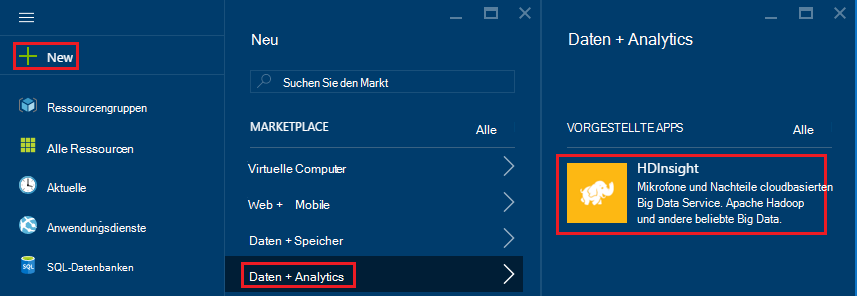 New
Ressourcengruppen
Alle Ressourcen
Aktuelle
Anwendungsdienste
SQL
SQL-Datenbanken
Neu
Suchen Sie den Markt
MARKETPLACE Alle
Virtuelle Computer
Web + Mobile
Daten + Speicher
Daten + Analytics
Daten + Analytics
VORGESTELLTE APPS Alle
HDInsight
Mikrofone und Nachteile cloudbasierten
Big Data Service. Apache Hadoop
und andere beliebte Big Data.